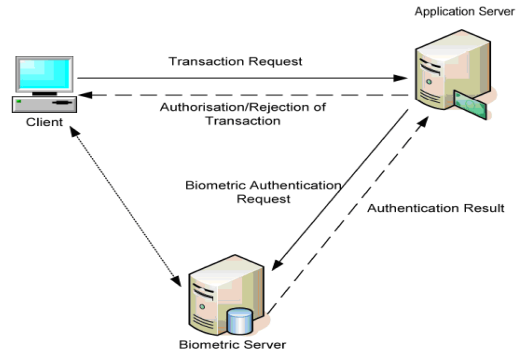 Application Server
Transaction Request
Authorisation/Rejection of
Transaction
Client
Biometric Authentication
Request
Authentication Result
Biometric Server